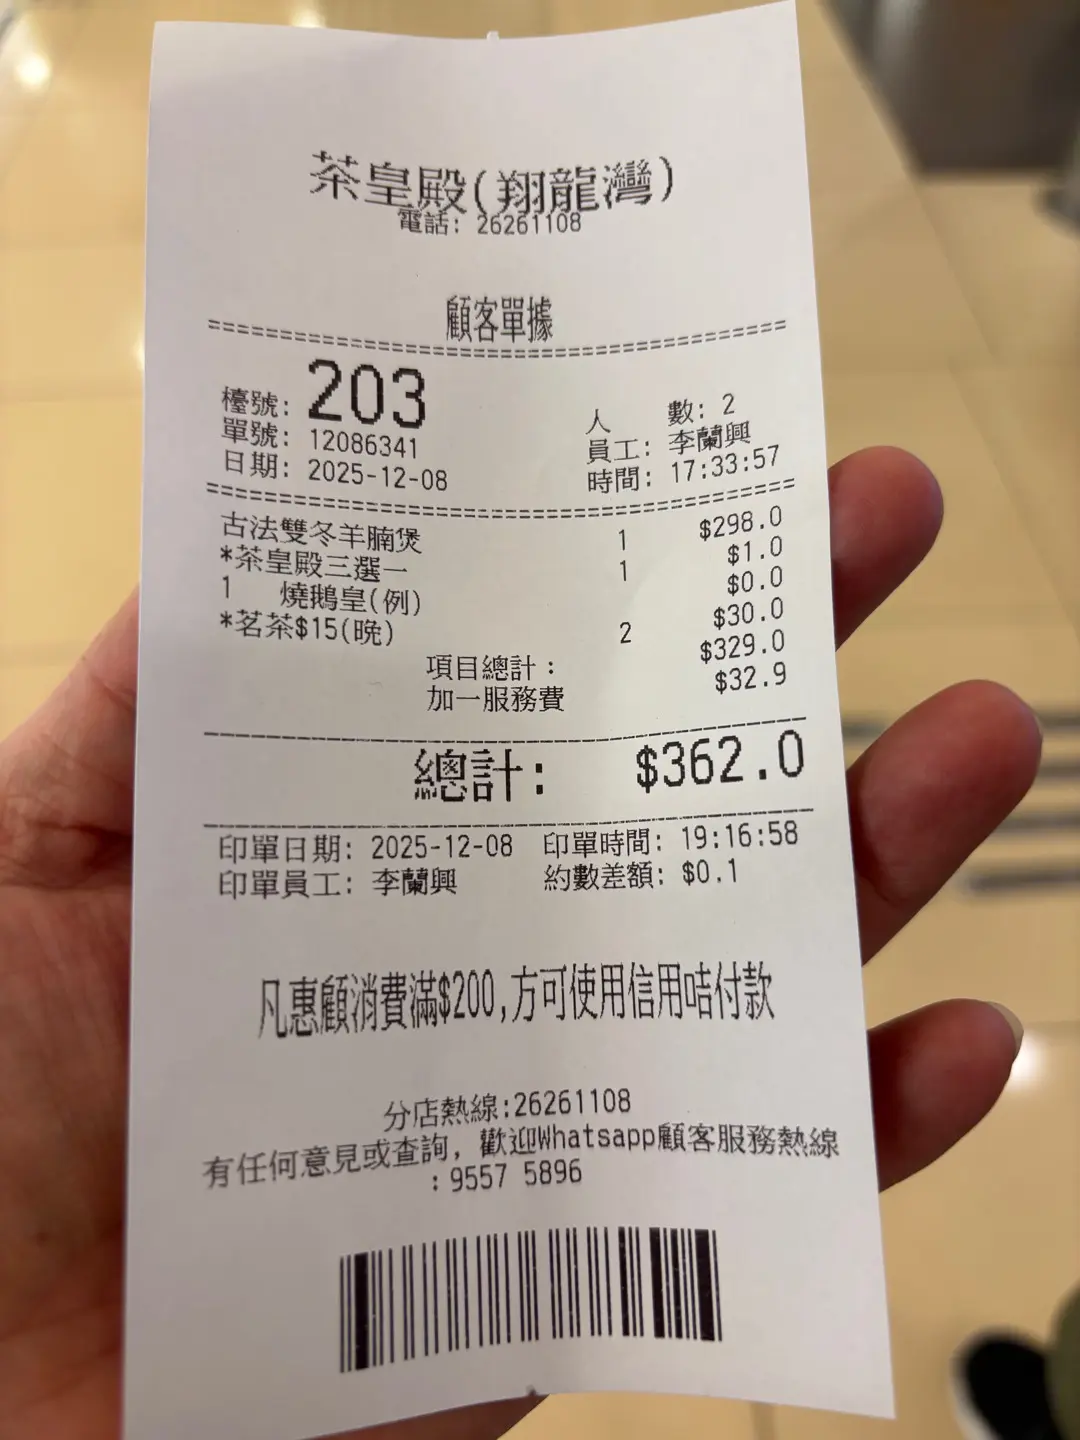 茶皇殿(翔龍灣)
電話: 26261108
顧客單據
檯號: 203 人 數: 2
單號: 12086341 員工: 李蘭興
日期: 2025-12-08 時間: 17:33:57
古法雙冬羊腩煲 1 $298.0
*茶皇殿三選一 1 $1.0
1 燒鵝皇(例) $0.0
*茗茶$15(晚) 2 $30.0
項目總計: $329.0
加一服務費 $32.9
總計: $362.0
印單日期: 2025-12-08 印單時間: 19:16:58
印單員工: 李蘭興 約數差額: $0.1
凡惠顧消費滿$200,方可使用信用咭付款
分店熱線:26261108
有任何意見或查詢, 歡迎Whatsapp顧客服務熱線
: 9557 5896